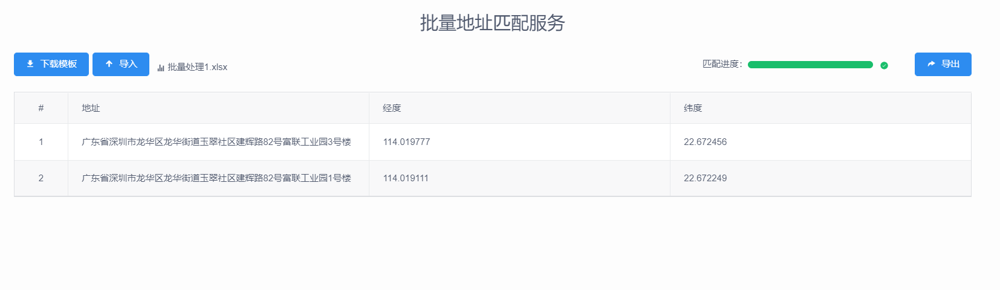 批量地址匹配服务
下载模板 导入 批量处理1.xlsx 匹配进度： 导出
# 地址 经度 纬度
1 广东省深圳市龙华区龙华街道玉翠社区建辉路82号富联工业园3号楼 114.019777 22.672456
2 广东省深圳市龙华区龙华街道玉翠社区建辉路82号富联工业园1号楼 114.019111 22.672249